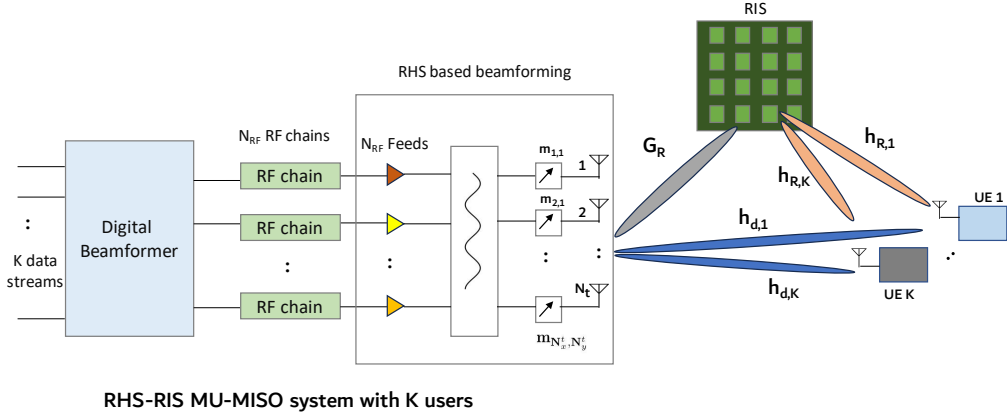 RIS
RHS based beamforming
N_RF RF chains
N_RF Feeds
G_R
h_R,1
h_R,K
m_1,1
1
RF chain
UE 1
m_2,1
2
RF chain
h_d,1
:
Digital
Beamformer
:
:
:
:
:
K data
streams
h_d,K
UE K
RF chain
N_t
m_{N_x^t, N_y^t}
RHS-RIS MU-MISO system with K users